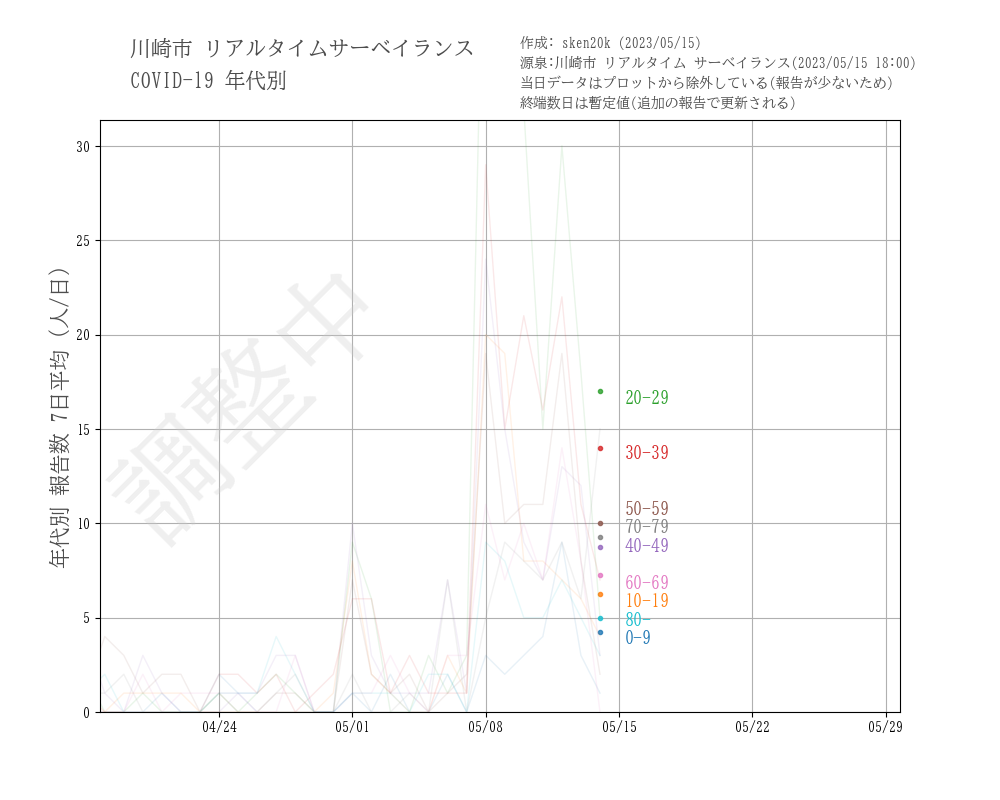 川崎市 リアルタイムサーベイランス
COVID-19 年代別
作成: sken20k (2023/05/15)
源泉:川崎市 リアルタイム サーベイランス(2023/05/15 18:00)
当日データはプロットから除外している(報告が少ないため)
終端数日は暫定値(追加の報告で更新される)
年代別 報告数 7日平均 (人/日)
調整中
30
25
20
15
10
5
0
20-29
30-39
50-59
70-79
40-49
60-69
10-19
80-
0-9
04/24
05/01
05/08
05/15
05/22
05/29